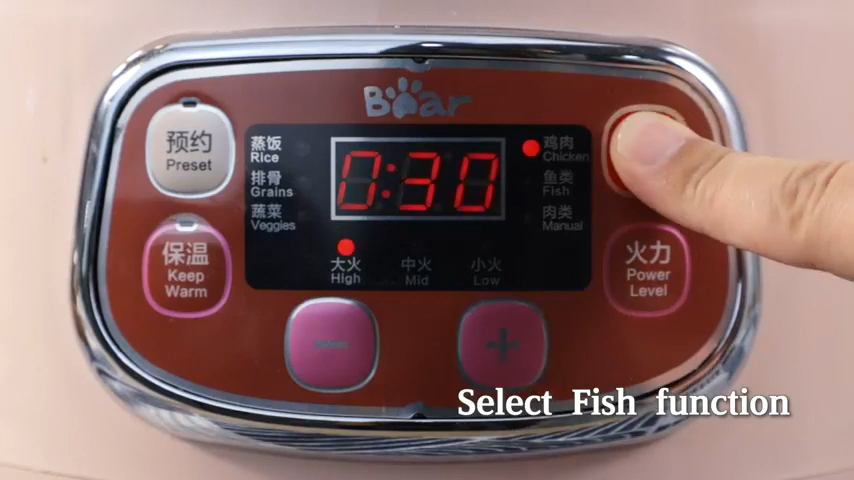 Bear
预约
Preset
蒸饭
Rice
排骨
Grains
蔬菜
Veggies
0:30
鸡肉
Chicken
鱼类
Fish
肉类
Manual
保温
Keep
Warm
大火
High
中火
Mid
小火
Low
火力
Power
Level
+
Select Fish function